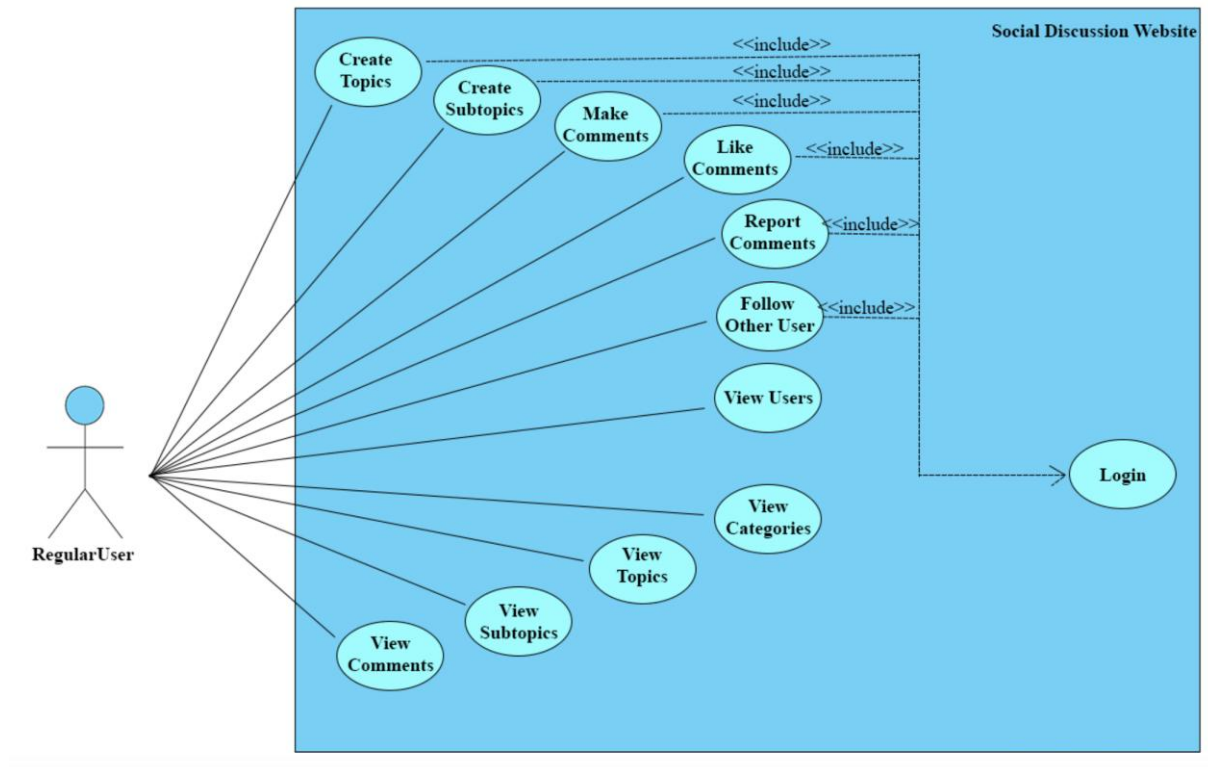 Social Discussion Website
<<include>>
Create
Topics
<<include>>
Create
Subtopics
<<include>>
Make
Comments
Like
Comments
<<include>>
Report
Comments
<<include>>
Follow
Other User
<<include>>
View Users
Login
View
Categories
RegularUser
View
Topics
View
Subtopics
View
Comments